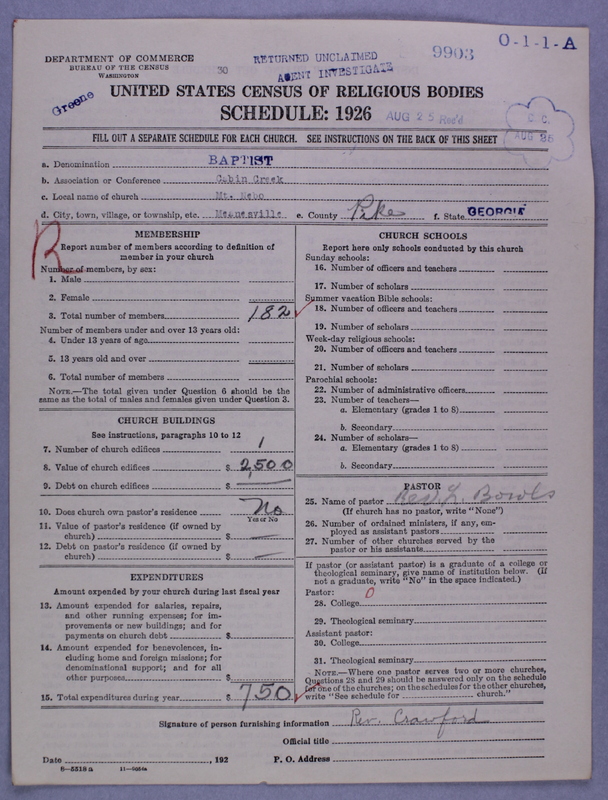 DEPARTMENT OF COMMERCE
BUREAU OF THE CENSUS
WASHINGTON
30
RETURNED UNCLAIMED
AGENT INVESTIGATE
9903
O-1-1-A
Greene
UNITED STATES CENSUS OF RELIGIOUS BODIES
SCHEDULE: 1926
AUG 25 Rec'd
C. C.
AUG 25
FILL OUT A SEPARATE SCHEDULE FOR EACH CHURCH. SEE INSTRUCTIONS ON THE BACK OF THIS SHEET
a. Denomination BAPTIST
b. Association or Conference Cabin Creek
c. Local name of church Mt. Nebo
d. City, town, village, or township, etc. Meansville e. County Pike f. State GEORGIA
R
MEMBERSHIP
Report number of members according to definition of
member in your church
Number of members, by sex:
1. Male
2. Female
3. Total number of members 182
Number of members under and over 13 years old:
4. Under 13 years of age
5. 13 years old and over
6. Total number of members
NOTE.—The total given under Question 6 should be the
same as the total of males and females given under Question 3.
CHURCH BUILDINGS
See instructions, paragraphs 10 to 12
7. Number of church edifices 1
8. Value of church edifices $ 2,500
9. Debt on church edifices $ —
10. Does church own pastor's residence No
Yes or No
11. Value of pastor's residence (if owned by
church) $ —
12. Debt on pastor's residence (if owned by
church) $ —
EXPENDITURES
Amount expended by your church during last fiscal year
13. Amount expended for salaries, repairs,
and other running expenses; for im-
provements or new buildings; and for
payments on church debt $
14. Amount expended for benevolences, in-
cluding home and foreign missions; for
denominational support; and for all
other purposes $
15. Total expenditures during year $ 750
CHURCH SCHOOLS
Report here only schools conducted by this church
Sunday schools:
16. Number of officers and teachers
17. Number of scholars
Summer vacation Bible schools:
18. Number of officers and teachers
19. Number of scholars
Week-day religious schools:
20. Number of officers and teachers
21. Number of scholars
Parochial schools:
22. Number of administrative officers
23. Number of teachers—
a. Elementary (grades 1 to 8)
b. Secondary
24. Number of scholars—
a. Elementary (grades 1 to 8)
b. Secondary
PASTOR
25. Name of pastor Rev. L. Bowls
(If church has no pastor, write "None")
26. Number of ordained ministers, if any, em-
ployed as assistant pastors
27. Number of other churches served by the
pastor or his assistants
If pastor (or assistant pastor) is a graduate of a college or
theological seminary, give name of institution below. (If
not a graduate, write "No" in the space indicated.)
Pastor: 0
28. College
29. Theological seminary
Assistant pastor:
30. College
31. Theological seminary
NOTE.—Where one pastor serves two or more churches,
Questions 28 and 29 should be answered only on the schedule
for one of the churches; on the schedules for the other churches,
write "See schedule for church."
Signature of person furnishing information Rev. Crawford
Official title
Date , 192 P. O. Address
8—5518 a